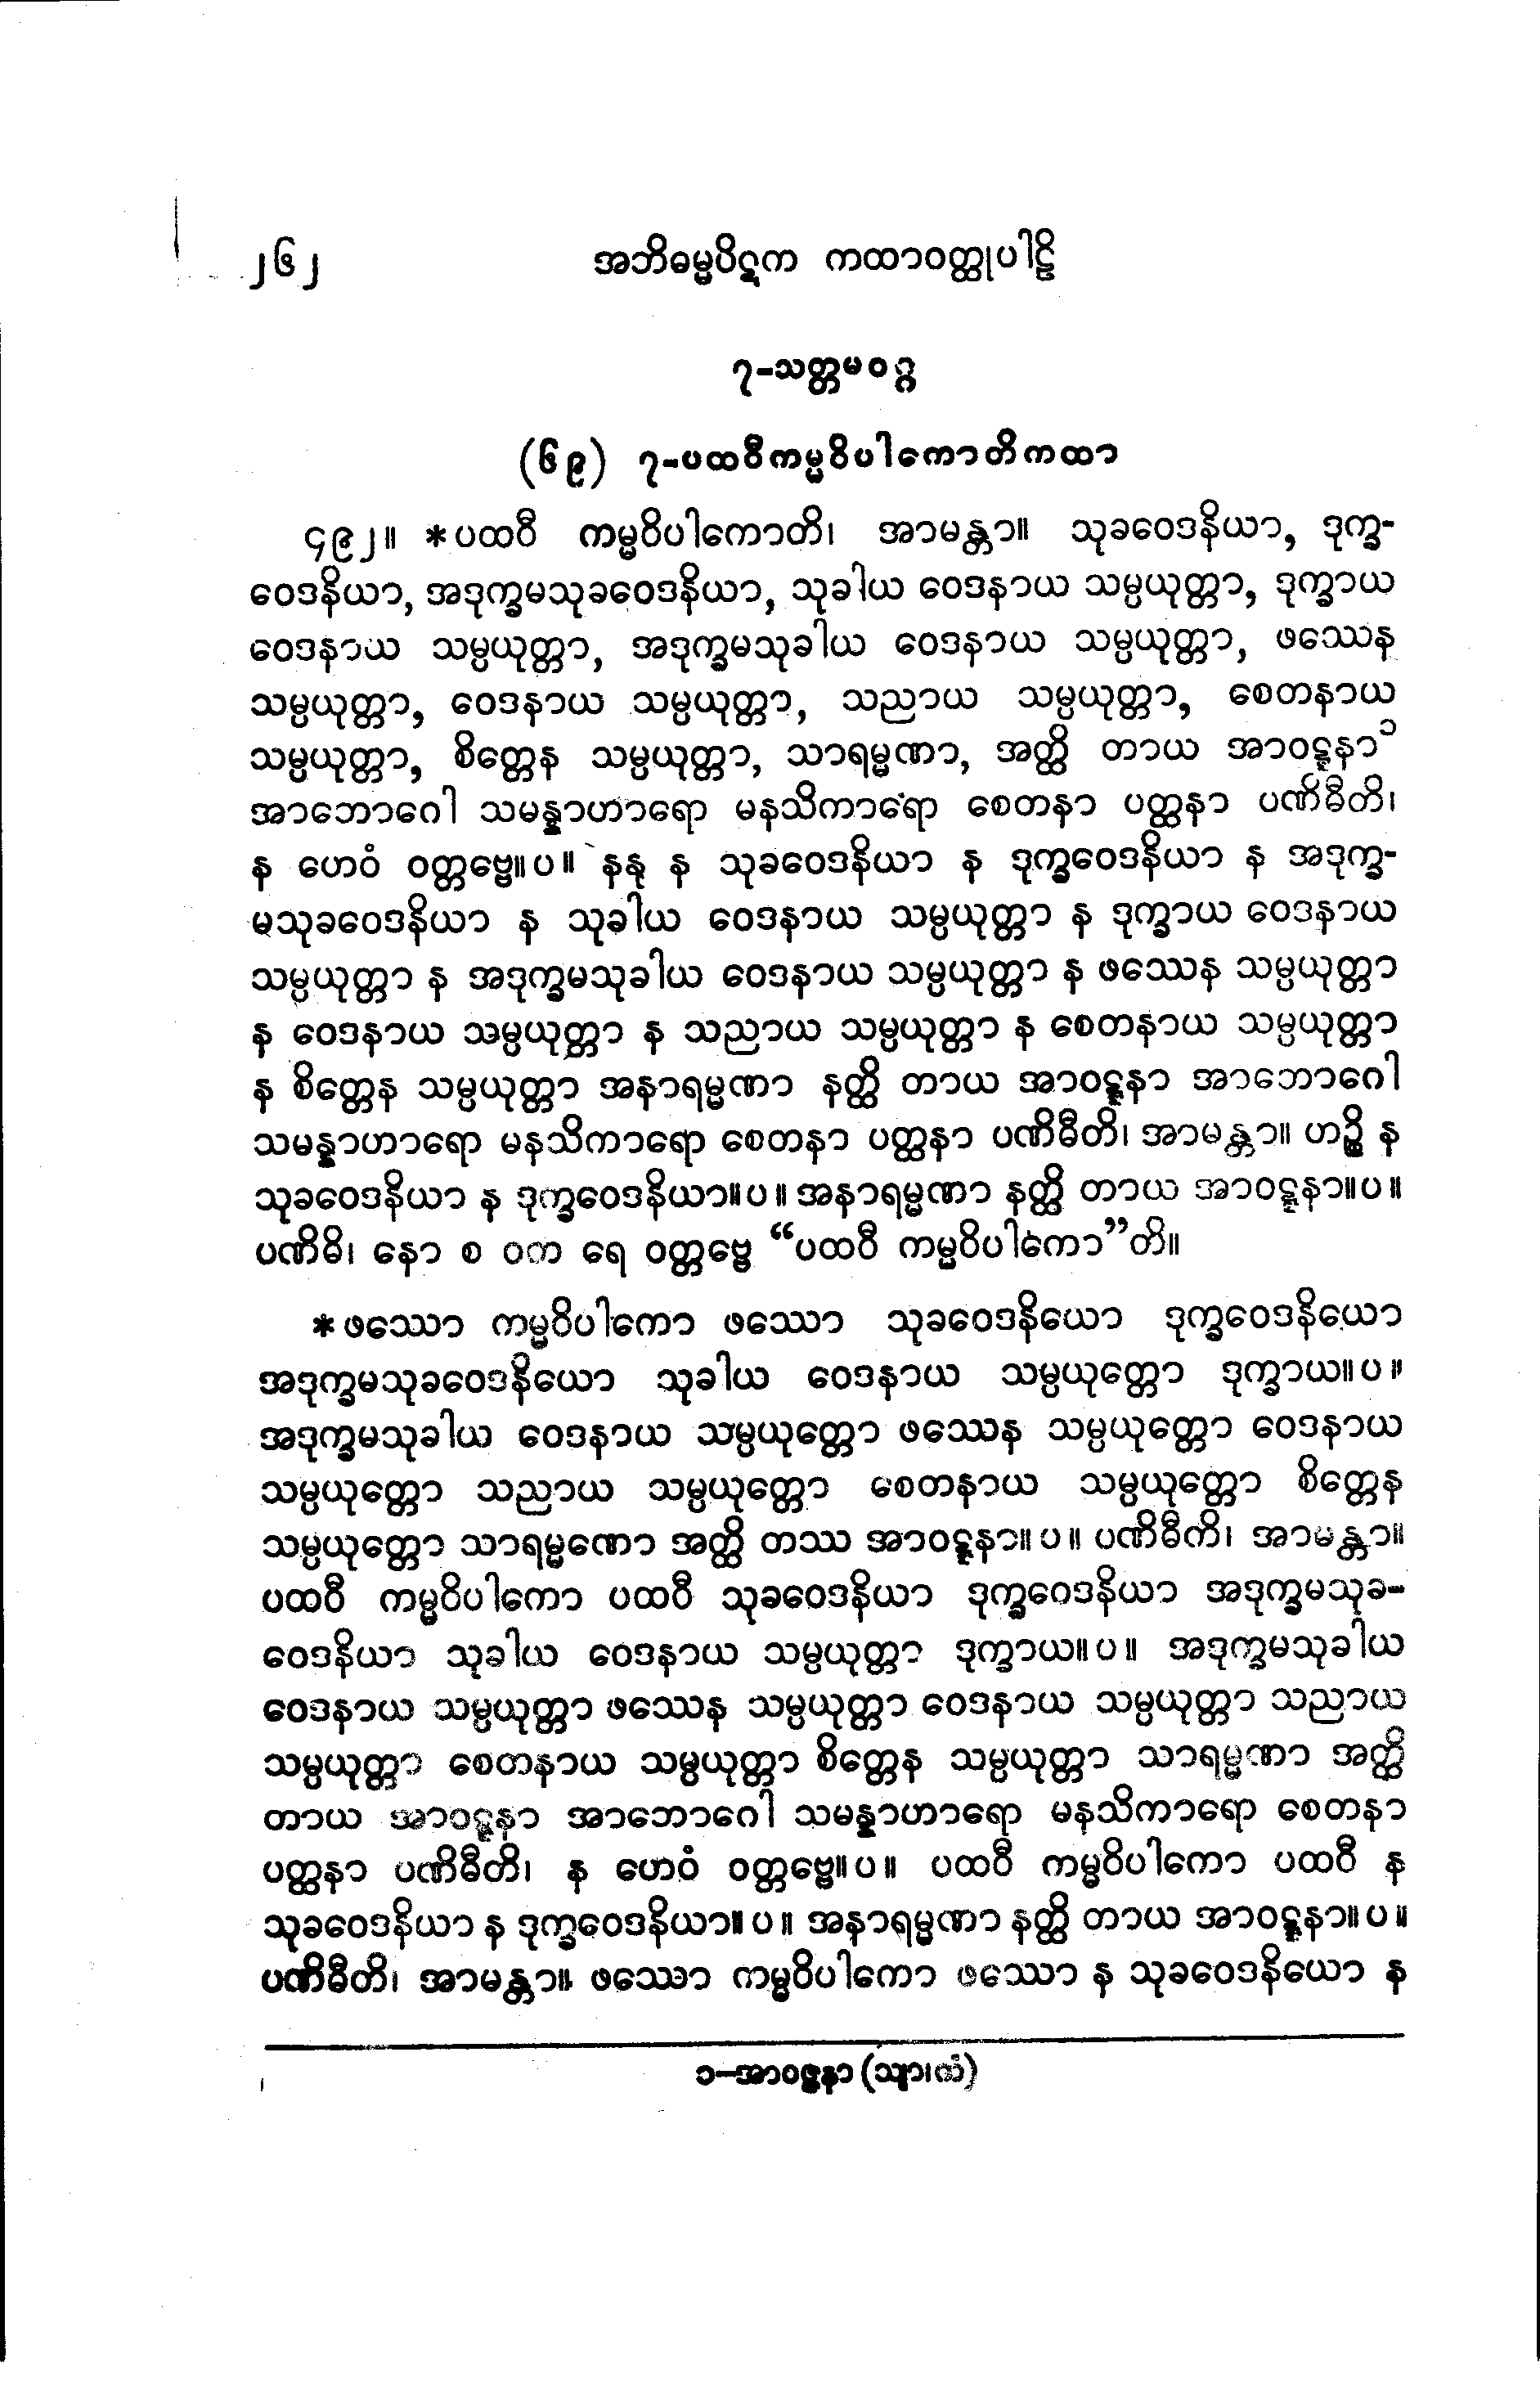 ၂၆၂ အဘိဓမ္မပိဋက ကထာဝတ္ထုပါဠိ
၇-သတ္တမဝဂ္ဂ
(၆၉) ၇-ပထဝီကမ္မဝိပါကောတိကထာ
၄၉၂။ *ပထဝီ ကမ္မဝိပါကောတိ၊ အာမန္တာ။ သုခဝေဒနိယာ, ဒုက္ခ-
ဝေဒနိယာ, အဒုက္ခမသုခဝေဒနိယာ, သုခါယ ဝေဒနာယ သမ္ပယုတ္တာ, ဒုက္ခာယ
ဝေဒနာယ သမ္ပယုတ္တာ, အဒုက္ခမသုခါယ ဝေဒနာယ သမ္ပယုတ္တာ, ဖဿေန
သမ္ပယုတ္တာ, ဝေဒနာယ သမ္ပယုတ္တာ, သညာယ သမ္ပယုတ္တာ, စေတနာယ
သမ္ပယုတ္တာ, စိတ္တေန သမ္ပယုတ္တာ, သာရမ္မဏာ, အတ္ထိ တာယ အာဝဋ္ဋနာ ၁
အာဘောဂေါ သမန္နာဟာရော မနသိကာရော စေတနာ ပတ္ထနာ ပဏိဓီတိ၊
န ဟေဝံ ဝတ္တဗ္ဗေ။ပ။ နနု န သုခဝေဒနိယာ န ဒုက္ခဝေဒနိယာ န အဒုက္ခ-
မသုခဝေဒနိယာ န သုခါယ ဝေဒနာယ သမ္ပယုတ္တာ န ဒုက္ခာယ ဝေဒနာယ
သမ္ပယုတ္တာ န အဒုက္ခမသုခါယ ဝေဒနာယ သမ္ပယုတ္တာ န ဖဿေန သမ္ပယုတ္တာ
န ဝေဒနာယ သမ္ပယုတ္တာ န သညာယ သမ္ပယုတ္တာ န စေတနာယ သမ္ပယုတ္တာ
န စိတ္တေန သမ္ပယုတ္တာ အနာရမ္မဏာ နတ္ထိ တာယ အာဝဋ္ဋနာ အာဘောဂေါ
သမန္နာဟာရော မနသိကာရော စေတနာ ပတ္ထနာ ပဏိဓီတိ၊ အာမန္တာ။ ဟဉ္စိ န
သုခဝေဒနိယာ န ဒုက္ခဝေဒနိယာ။ပ။ အနာရမ္မဏာ နတ္ထိ တာယ အာဝဋ္ဋနာ။ပ။
ပဏိဓိ၊ နော စ ဝတ ရေ ဝတ္တဗ္ဗေ “ပထဝီ ကမ္မဝိပါကော”တိ။
*ဖဿော ကမ္မဝိပါကော ဖဿော သုခဝေဒနိယော ဒုက္ခဝေဒနိယော
အဒုက္ခမသုခဝေဒနိယော သုခါယ ဝေဒနာယ သမ္ပယုတ္တော ဒုက္ခာယ။ပ။
အဒုက္ခမသုခါယ ဝေဒနာယ သမ္ပယုတ္တော ဖဿေန သမ္ပယုတ္တော ဝေဒနာယ
သမ္ပယုတ္တော သညာယ သမ္ပယုတ္တော စေတနာယ သမ္ပယုတ္တော စိတ္တေန
သမ္ပယုတ္တော သာရမ္မဏော အတ္ထိ တဿ အာဝဋ္ဋနာ။ပ။ ပဏိဓီတိ၊ အာမန္တာ။
ပထဝီ ကမ္မဝိပါကော ပထဝီ သုခဝေဒနိယာ ဒုက္ခဝေဒနိယာ အဒုက္ခမသုခ-
ဝေဒနိယာ သုခါယ ဝေဒနာယ သမ္ပယုတ္တာ ဒုက္ခာယ။ပ။ အဒုက္ခမသုခါယ
ဝေဒနာယ သမ္ပယုတ္တာ ဖဿေန သမ္ပယုတ္တာ ဝေဒနာယ သမ္ပယုတ္တာ သညာယ
သမ္ပယုတ္တာ စေတနာယ သမ္ပယုတ္တာ စိတ္တေန သမ္ပယုတ္တာ သာရမ္မဏာ အတ္ထိ
တာယ အာဝဋ္ဋနာ အာဘောဂေါ သမန္နာဟာရော မနသိကာရော စေတနာ
ပတ္ထနာ ပဏိဓီတိ၊ န ဟေဝံ ဝတ္တဗ္ဗေ။ပ။ ပထဝီ ကမ္မဝိပါကော ပထဝီ န
သုခဝေဒနိယာ န ဒုက္ခဝေဒနိယာ။ပ။ အနာရမ္မဏာ နတ္ထိ တာယ အာဝဋ္ဋနာ။ပ။
ပဏိဓီတိ၊ အာမန္တာ။ ဖဿော ကမ္မဝိပါကော ဖဿော န သုခဝေဒနိယော န
၁-အာဝဇ္ဇနာ (သျာ၊ကံ)